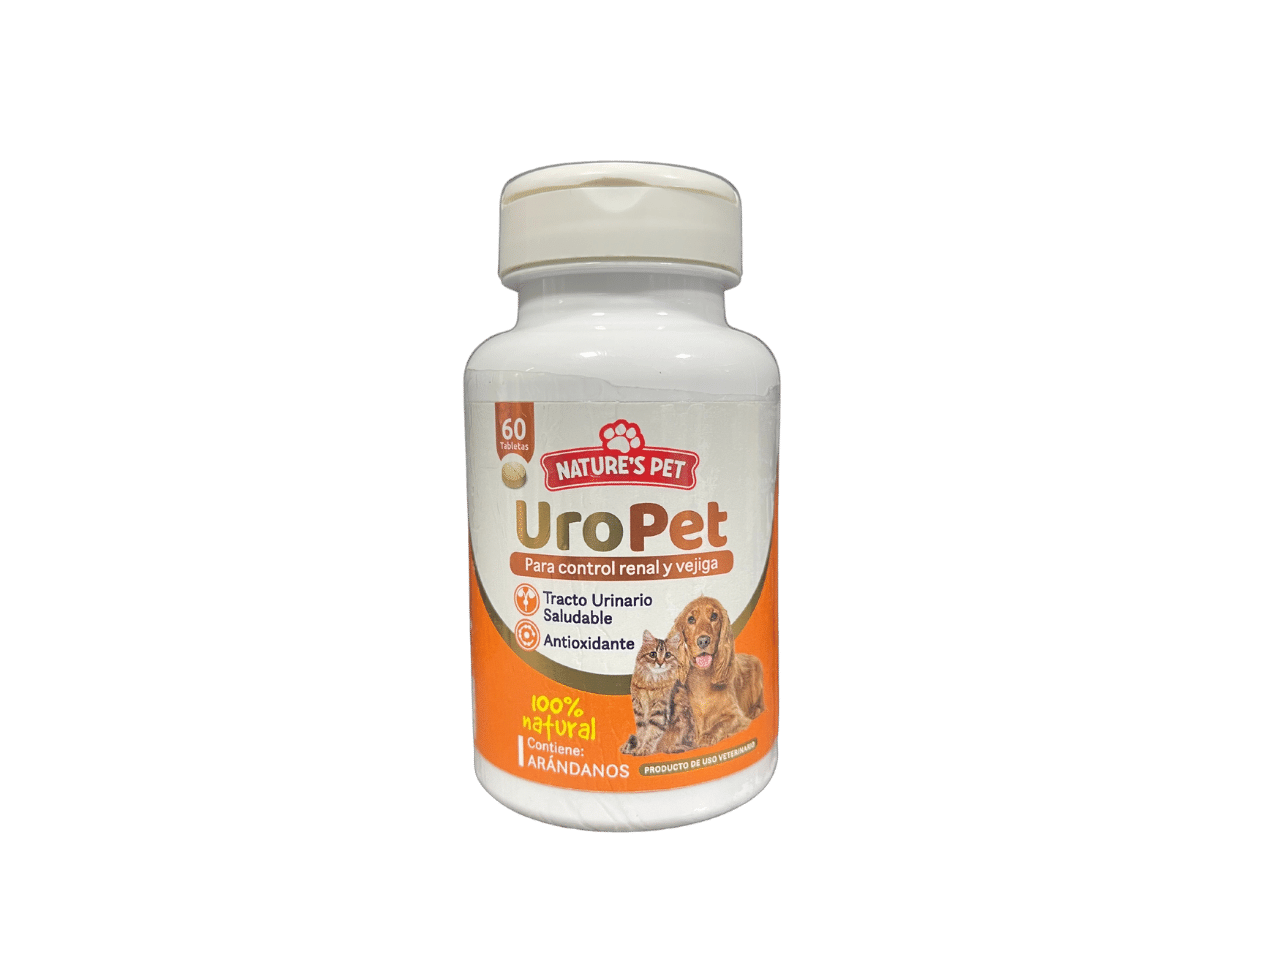 60
Tabletas
NATURE'S PET
UroPet
Para control renal y vejiga
Tracto Urinario
Saludable
Antioxidante
100%
natural
Contiene:
ARÁNDANOS
PRODUCTO DE USO VETERINARIO